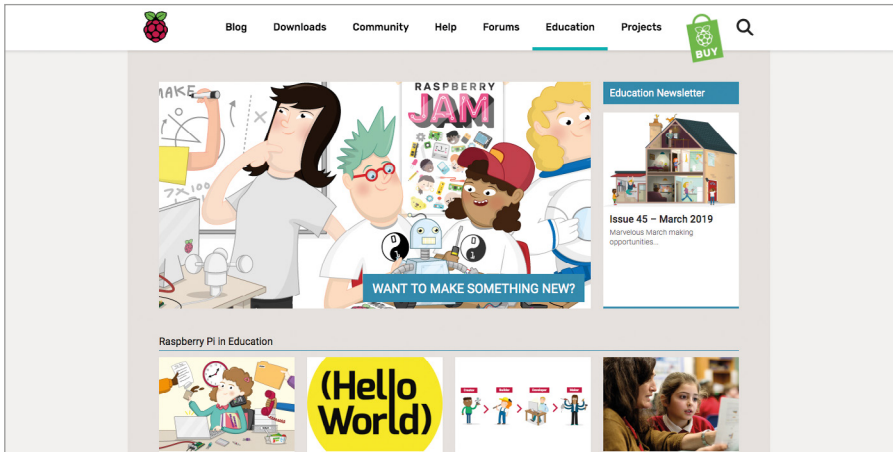 Blog Downloads Community Help Forums Education Projects
BUY
MAKE
7x100
RASPBERRY
JAM
WANT TO MAKE SOMETHING NEW?
Education Newsletter
Issue 45 – March 2019
Marvelous March making
opportunities...
Raspberry Pi in Education
(Hello
World)